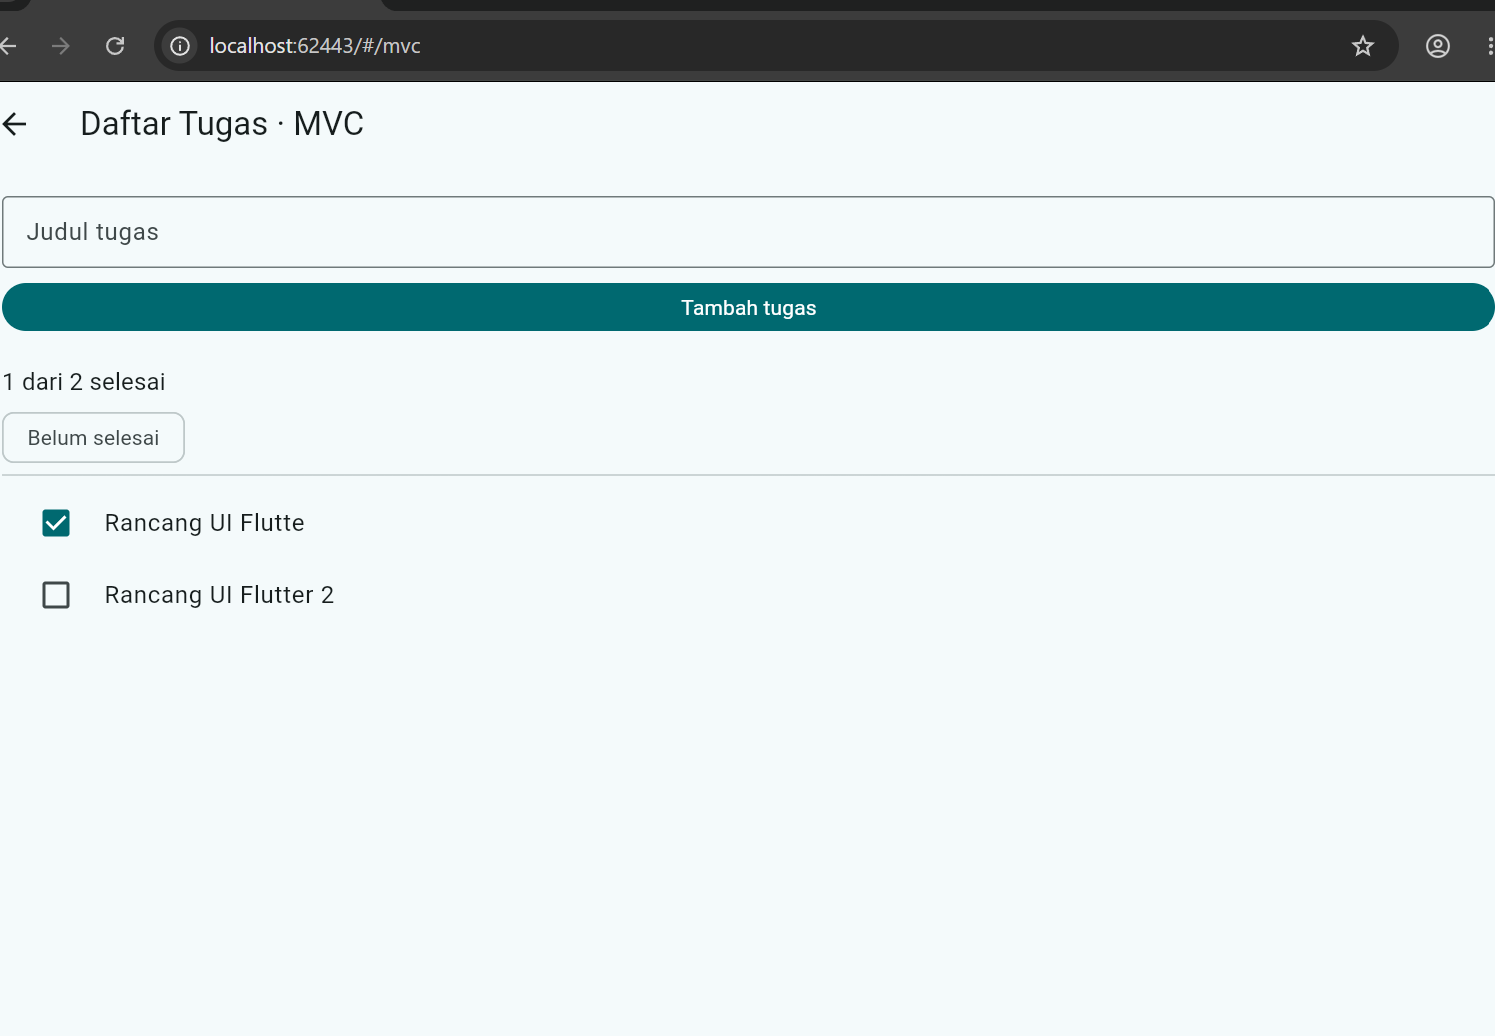 localhost:62443/#/mvc
Daftar Tugas · MVC
Judul tugas
Tambah tugas
1 dari 2 selesai
Belum selesai
Rancang UI Flutte
Rancang UI Flutter 2